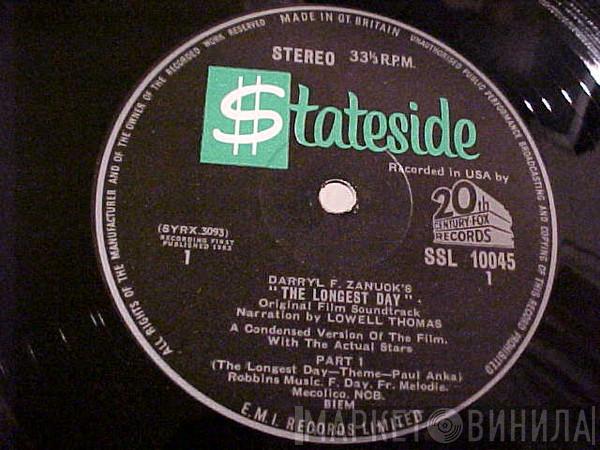 MADE IN GT. BRITAIN
UNAUTHORISED PUBLIC PERFORMANCE BROADCASTING AND COPYING OF THIS RECORD PROHIBITED
ALL RIGHTS OF THE MANUFACTURER AND OF THE OWNER OF THE RECORDED WORK RESERVED
STEREO 33⅓ R.P.M.
$tateside
Recorded in USA by
20th
CENTURY-FOX
RECORDS
(SYRX.3093)
RECORDING FIRST
PUBLISHED 1963
1
SSL 10045
1
DARRYL F. ZANUOK'S
"THE LONGEST DAY".
Original Film Soundtrack
Narration by LOWELL THOMAS
A Condensed Version Of The Film.
With The Actual Stars
PART 1
(The Longest Day—Theme—Paul Anka)
Robbins Music. F. Day. Fr. Melodie.
Mecolico. NCB.
BIEM
E.M.I. RECORDS LIMITED
МАРКЕТ ВИНИЛА